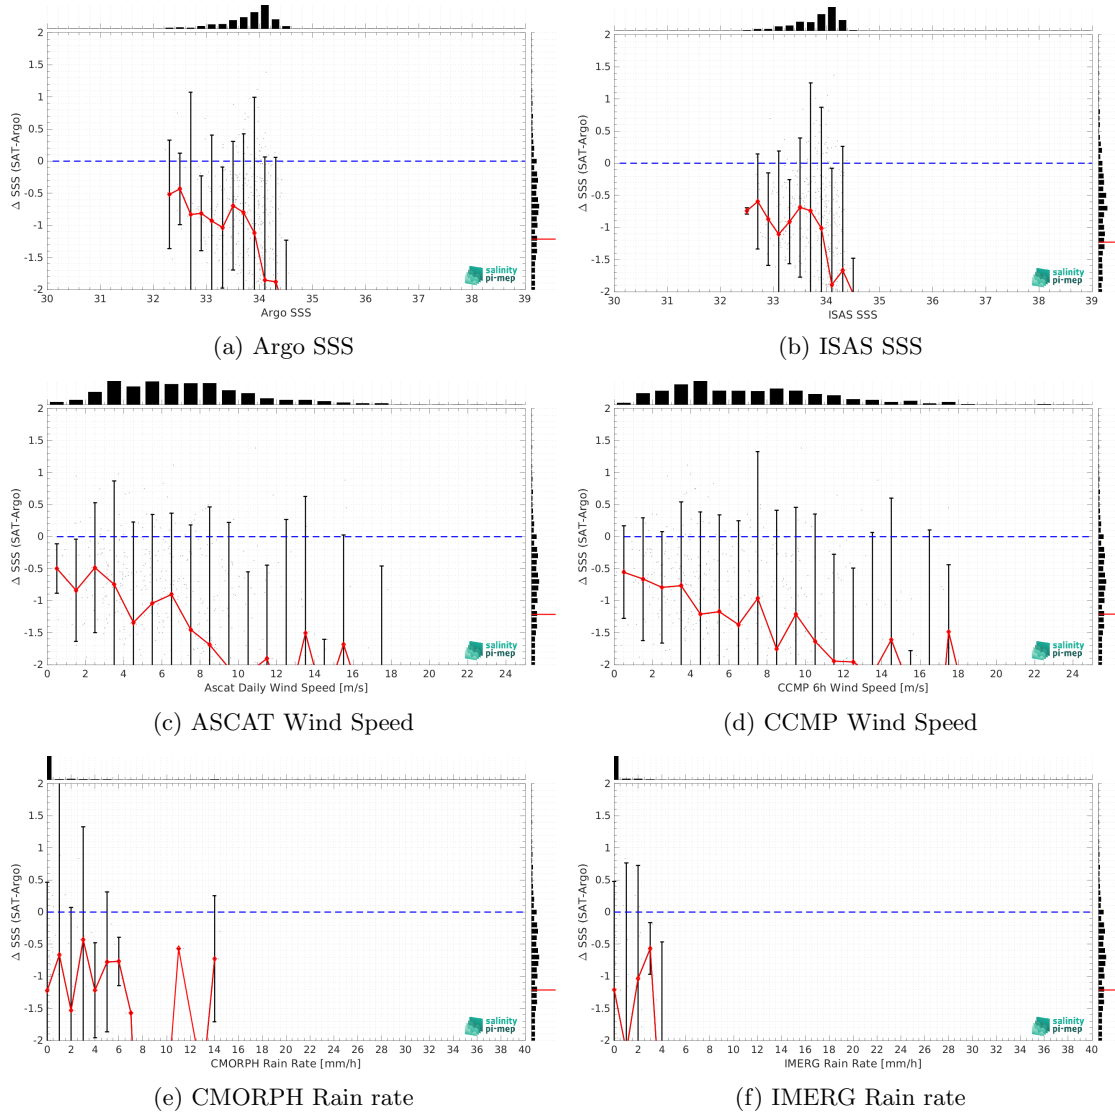 2
1.5
1
0.5
0
-0.5
-1
-1.5
-2
Δ SSS (SAT-Argo)
salinity
pi-mep
30 31 32 33 34 35 36 37 38 39
Argo SSS
(a) Argo SSS
2
1.5
1
0.5
0
-0.5
-1
-1.5
-2
Δ SSS (SAT-Argo)
salinity
pi-mep
30 31 32 33 34 35 36 37 38 39
ISAS SSS
(b) ISAS SSS
2
1.5
1
0.5
0
-0.5
-1
-1.5
-2
Δ SSS (SAT-Argo)
salinity
pi-mep
0 2 4 6 8 10 12 14 16 18 20 22 24
Ascat Daily Wind Speed [m/s]
(c) ASCAT Wind Speed
2
1.5
1
0.5
0
-0.5
-1
-1.5
-2
Δ SSS (SAT-Argo)
salinity
pi-mep
0 2 4 6 8 10 12 14 16 18 20 22 24
CCMP 6h Wind Speed [m/s]
(d) CCMP Wind Speed
2
1.5
1
0.5
0
-0.5
-1
-1.5
-2
Δ SSS (SAT-Argo)
salinity
pi-mep
0 2 4 6 8 10 12 14 16 18 20 22 24 26 28 30 32 34 36 38 40
CMORPH Rain Rate [mm/h]
(e) CMORPH Rain rate
2
1.5
1
0.5
0
-0.5
-1
-1.5
-2
Δ SSS (SAT-Argo)
salinity
pi-mep
0 2 4 6 8 10 12 14 16 18 20 22 24 26 28 30 32 34 36 38 40
IMERG Rain Rate [mm/h]
(f) IMERG Rain rate